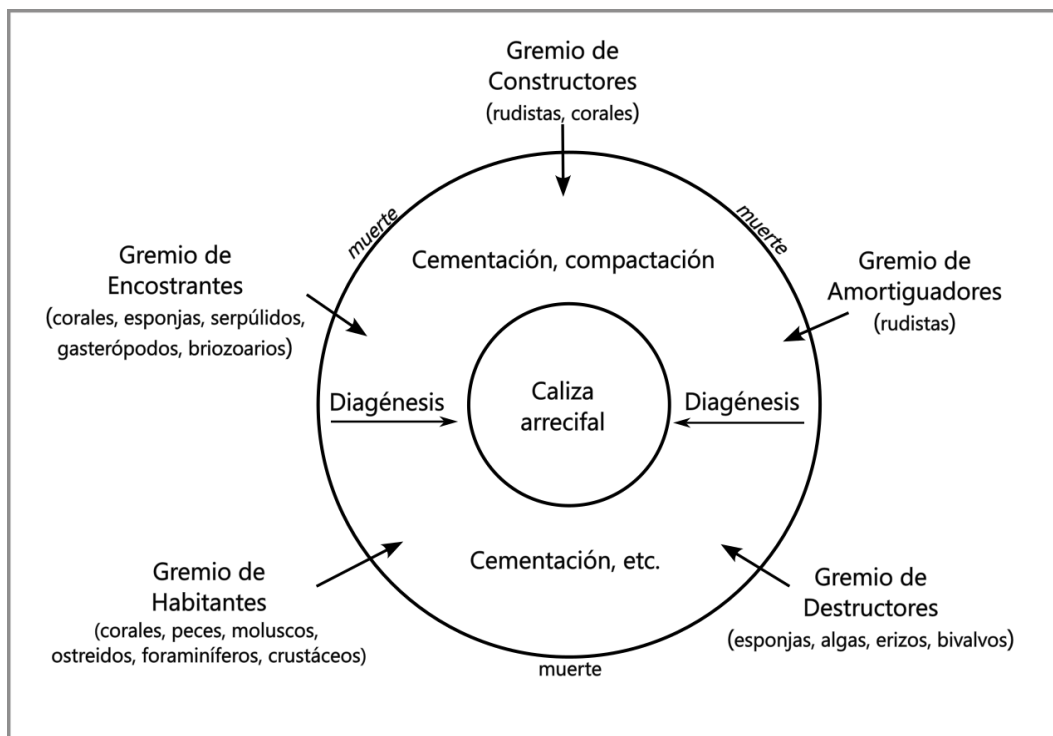 Gremio de
Constructores
(rudistas, corales)
muerte
muerte
Cementación, compactación
Gremio de
Encostrantes
(corales, esponjas, serpúlidos,
gasterópodos, briozoarios)
Gremio de
Amortiguadores
(rudistas)
Diagénesis
Caliza
arrecifal
Diagénesis
Cementación, etc.
Gremio de
Habitantes
(corales, peces, moluscos,
ostreidos, foraminíferos, crustáceos)
Gremio de
Destructores
(esponjas, algas, erizos, bivalvos)
muerte